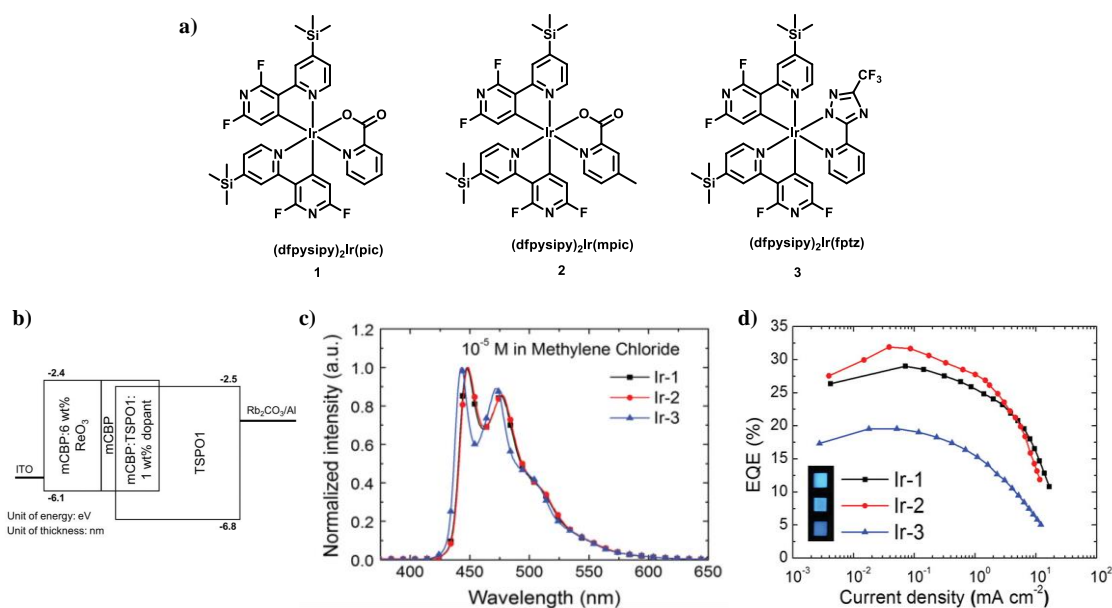 a)
Si
F
N
N
F
Ir
O
O
N
N
Si
F
N
F
(dfpysipy)2Ir(pic)
1
Si
F
N
N
F
Ir
O
O
N
N
Si
F
N
F
(dfpysipy)2Ir(mpic)
2
Si
F
N
N
CF3
N
N
N
F
Ir
N
N
Si
F
N
F
(dfpysipy)2Ir(fptz)
3
b)
-2.4
-2.5
mCBP:6 wt%
ReO3
mCBP
mCBP:TSPO1:
1 wt% dopant
TSPO1
Rb2CO3/Al
ITO
-6.1
-6.8
Unit of energy: eV
Unit of thickness: nm
c)
Normalized intensity (a.u.)
1.2
1.0
0.8
0.6
0.4
0.2
0.0
10-5 M in Methylene Chloride
Ir-1
Ir-2
Ir-3
400 450 500 550 600 650
Wavelength (nm)
d)
EQE (%)
35
30
25
20
15
10
5
0
Ir-1
Ir-2
Ir-3
10-3 10-2 10-1 100 101 102
Current density (mA cm-2)